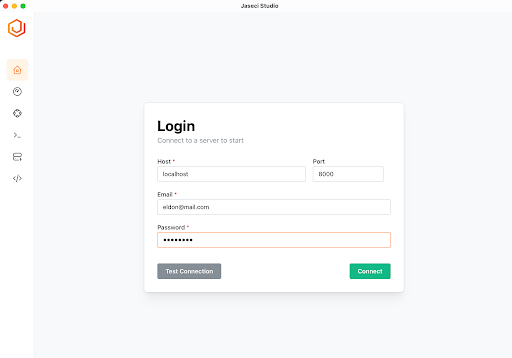 Jaseci Studio
Login
Connect to a server to start
Host *
Port
localhost
8000
Email *
eldon@mail.com
Password *
••••••••
Test Connection
Connect